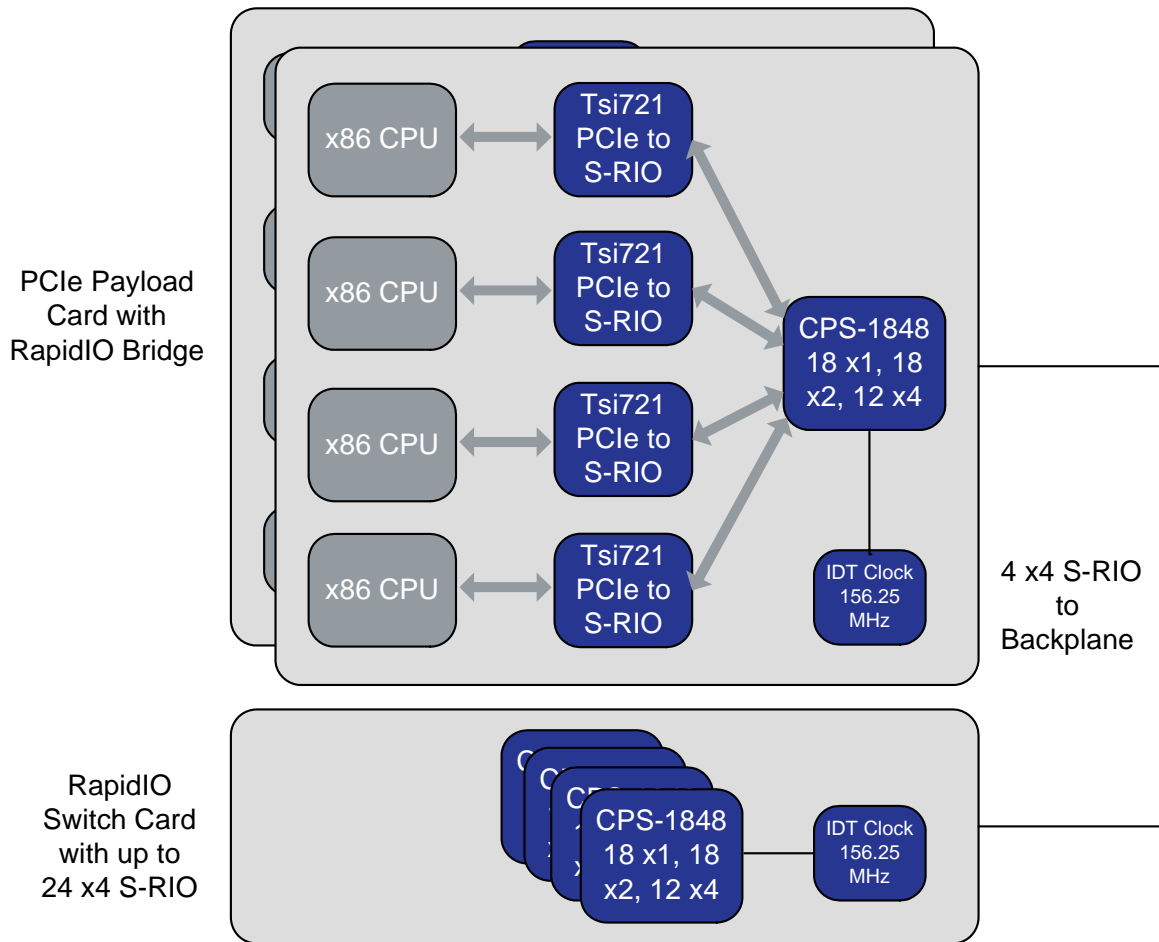 x86 CPU
Tsi721
PCIe to
S-RIO
x86 CPU
Tsi721
PCIe to
S-RIO
PCIe Payload
Card with
RapidIO Bridge
CPS-1848
18 x1, 18
x2, 12 x4
x86 CPU
Tsi721
PCIe to
S-RIO
x86 CPU
Tsi721
PCIe to
S-RIO
IDT Clock
156.25
MHz
4 x4 S-RIO
to
Backplane
RapidIO
Switch Card
with up to
24 x4 S-RIO
CPS-1848
18 x1, 18
x2, 12 x4
IDT Clock
156.25
MHz